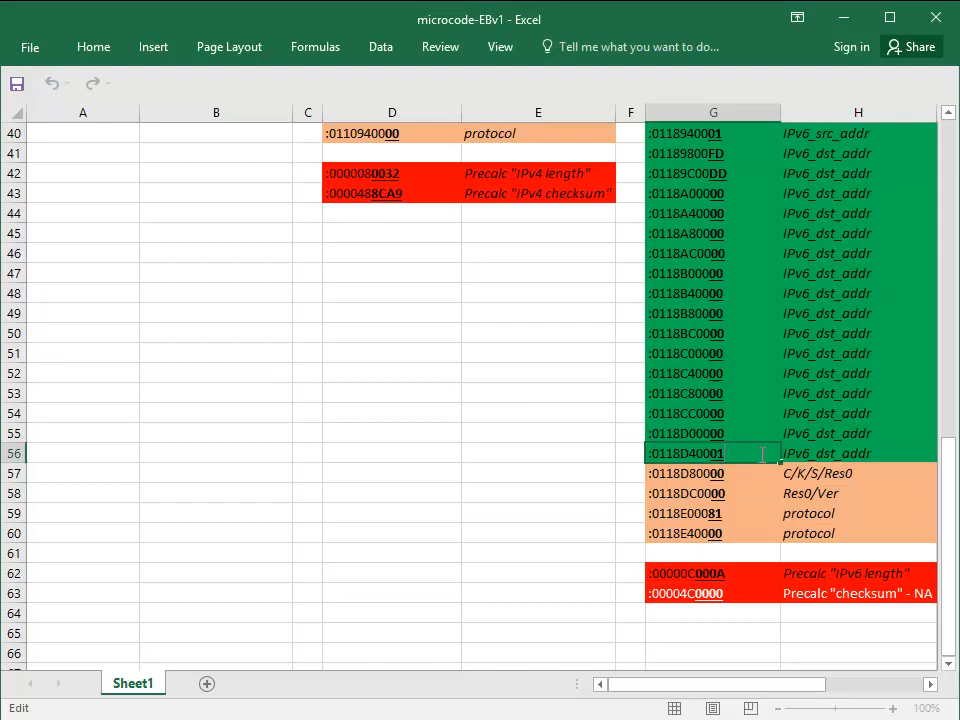 microcode-EBv1 - Excel
File Home Insert Page Layout Formulas Data Review View Tell me what you want to do... Sign in Share
A B C D E F G H
40 :0110940000 protocol :0118940001 IPv6_src_addr
41 :01189800FD IPv6_dst_addr
42 :0000080032 Precalc "IPv4 length" :01189C00DD IPv6_dst_addr
43 :0000488CA9 Precalc "IPv4 checksum" :0118A00000 IPv6_dst_addr
44 :0118A40000 IPv6_dst_addr
45 :0118A80000 IPv6_dst_addr
46 :0118AC0000 IPv6_dst_addr
47 :0118B00000 IPv6_dst_addr
48 :0118B40000 IPv6_dst_addr
49 :0118B80000 IPv6_dst_addr
50 :0118BC0000 IPv6_dst_addr
51 :0118C00000 IPv6_dst_addr
52 :0118C40000 IPv6_dst_addr
53 :0118C80000 IPv6_dst_addr
54 :0118CC0000 IPv6_dst_addr
55 :0118D00000 IPv6_dst_addr
56 :0118D40001 IPv6_dst_addr
57 :0118D80000 C/K/S/Res0
58 :0118DC0000 Res0/Ver
59 :0118E00081 protocol
60 :0118E40000 protocol
61
62 :00000C000A Precalc "IPv6 length"
63 :00004C0000 Precalc "checksum" - NA
64
65
66
Sheet1
Edit 100%